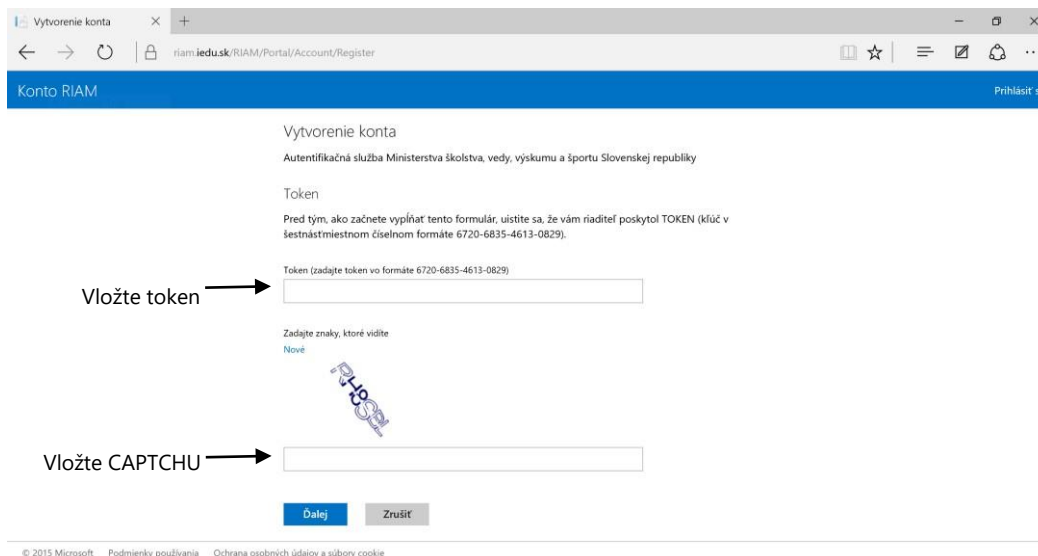 Vytvorenie konta
riam.iedu.sk/RIAM/Portal/Account/Register
Konto RIAM
Prihlásiť s
Vytvorenie konta
Autentifikačná služba Ministerstva školstva, vedy, výskumu a športu Slovenskej republiky
Token
Pred tým, ako začnete vypĺňať tento formulár, uistite sa, že vám riaditeľ poskytol TOKEN (kľúč v
šestnásťmiestnom číselnom formáte 6720-6835-4613-0829).
Token (zadajte token vo formáte 6720-6835-4613-0829)
Vložte token
Zadajte znaky, ktoré vidíte
Nové
Vložte CAPTCHU
Ďalej Zrušiť
© 2015 Microsoft Podmienky používania Ochrana osobných údajov a súbory cookie